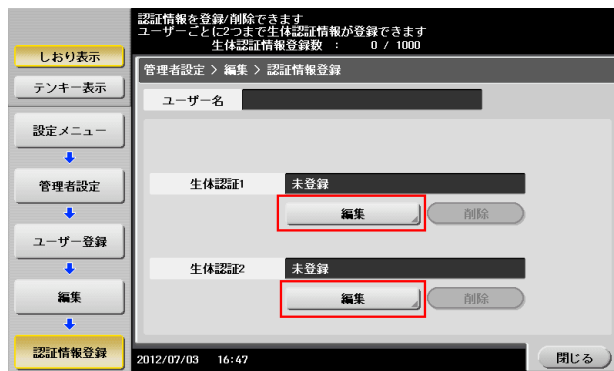 認証情報を登録/削除できます
ユーザーごとに2つまで生体認証情報が登録できます
生体認証情報登録数 : 0 / 1000
しおり表示
テンキー表示
設定メニュー
管理者設定
ユーザー登録
編集
認証情報登録
管理者設定 > 編集 > 認証情報登録
ユーザー名
生体認証1 未登録
編集 削除
生体認証2 未登録
編集 削除
2012/07/03 16:47
閉じる